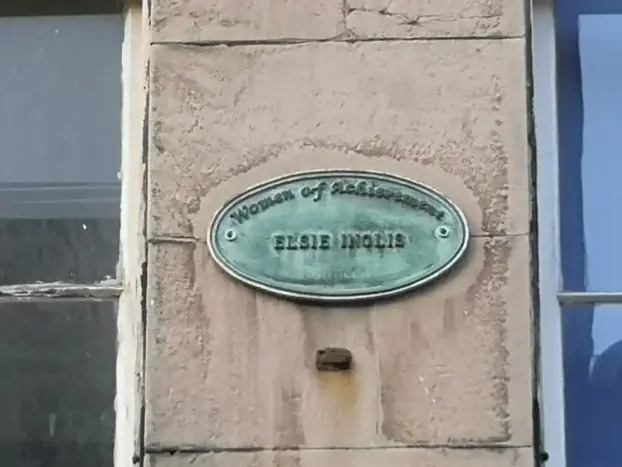 Women of Achievement
ELSIE INGLIS